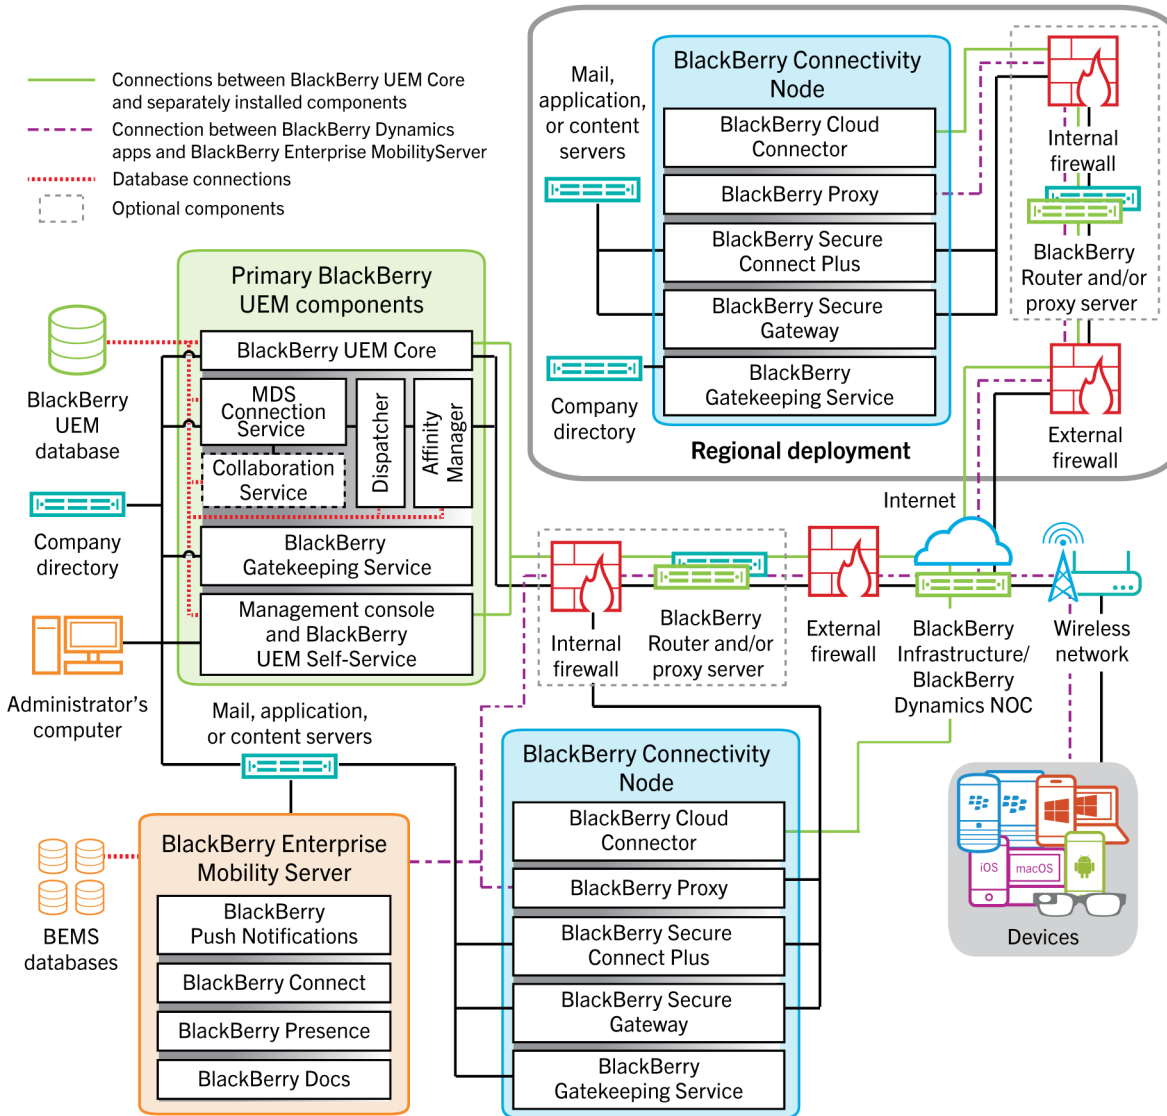 Connections between BlackBerry UEM Core
and separately installed components
Connection between BlackBerry Dynamics
apps and BlackBerry Enterprise MobilityServer
Database connections
Optional components
Mail,
application,
or content
servers
BlackBerry Connectivity
Node
BlackBerry Cloud
Connector
BlackBerry Proxy
BlackBerry Secure
Connect Plus
BlackBerry Secure
Gateway
BlackBerry
Gatekeeping Service
Company
directory
Regional deployment
Internal
firewall
BlackBerry
Router and/or
proxy server
External
firewall
Primary BlackBerry
UEM components
BlackBerry UEM Core
MDS
Connection
Service
Collaboration
Service
Dispatcher
Affinity
Manager
BlackBerry
Gatekeeping Service
Management console
and BlackBerry
UEM Self-Service
BlackBerry
UEM
database
Company
directory
Administrator's
computer
Internal
firewall
BlackBerry
Router and/or
proxy server
External
firewall
Internet
BlackBerry
Infrastructure/
BlackBerry
Dynamics NOC
Wireless
network
Mail, application,
or content servers
BlackBerry Enterprise
Mobility Server
BlackBerry
Push Notifications
BlackBerry Connect
BlackBerry Presence
BlackBerry Docs
BEMS
databases
BlackBerry Connectivity
Node
BlackBerry Cloud
Connector
BlackBerry Proxy
BlackBerry Secure
Connect Plus
BlackBerry Secure
Gateway
BlackBerry
Gatekeeping Service
iOS
macOS
Devices